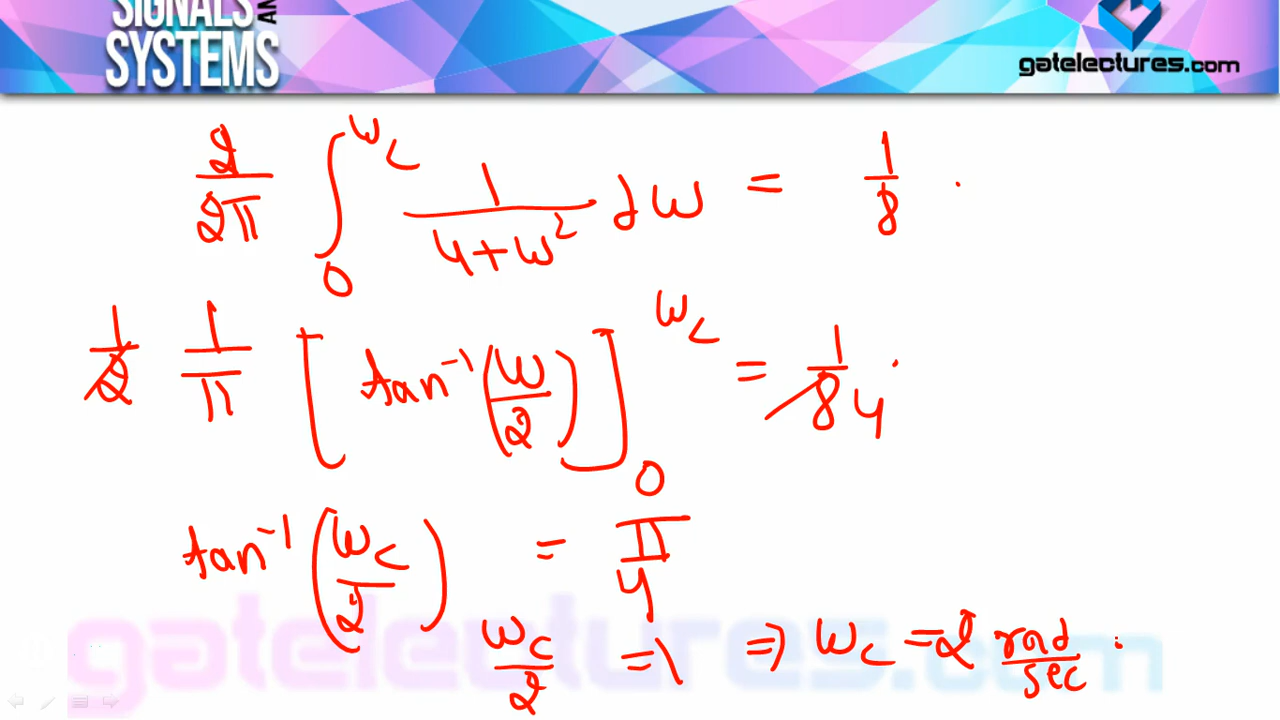 SIGNALS AND
SYSTEMS
gatelectures.com
2/2π ∫₀^ωc 1/(4+ω²) dω = 1/8
1/2 1/π [tan⁻¹(ω/2)]₀^ωc = 1/8 4
tan⁻¹(ωc/2) = π/4
ωc/2 = 1 ⇒ ωc = 2 rad/sec
gatelectures.com